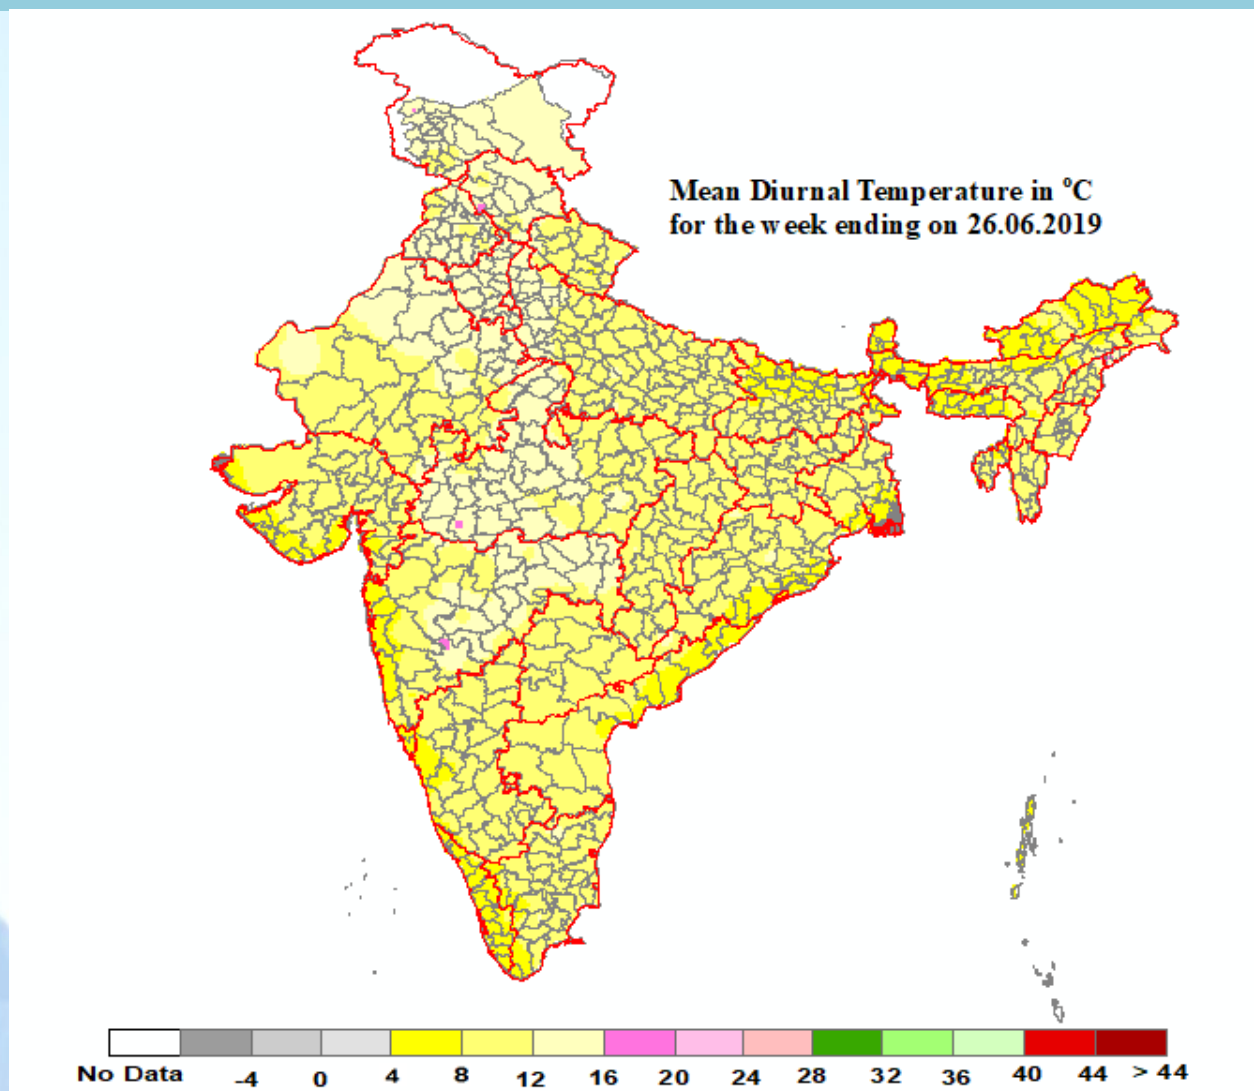 Mean Diurnal Temperature in °C
for the week ending on 26.06.2019
No Data -4 0 4 8 12 16 20 24 28 32 36 40 44 > 44